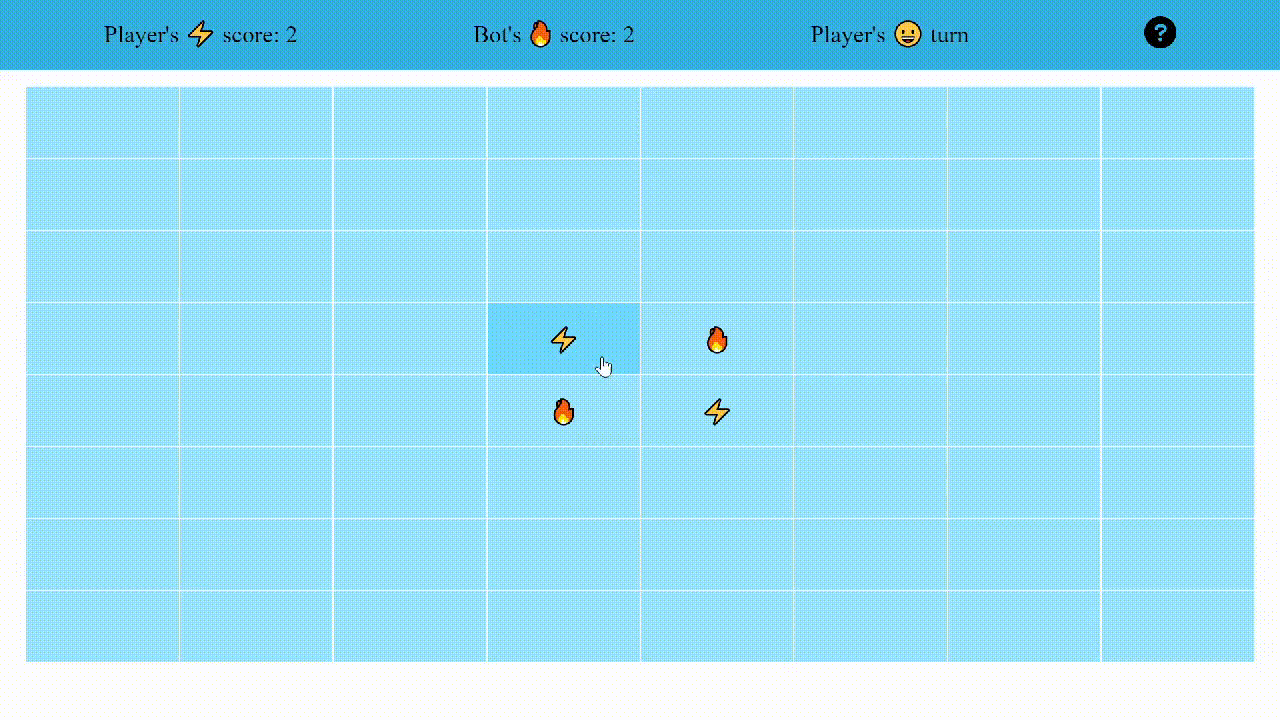 Player's ⚡ score: 2
Bot's 🔥 score: 2
Player's 😀 turn
?